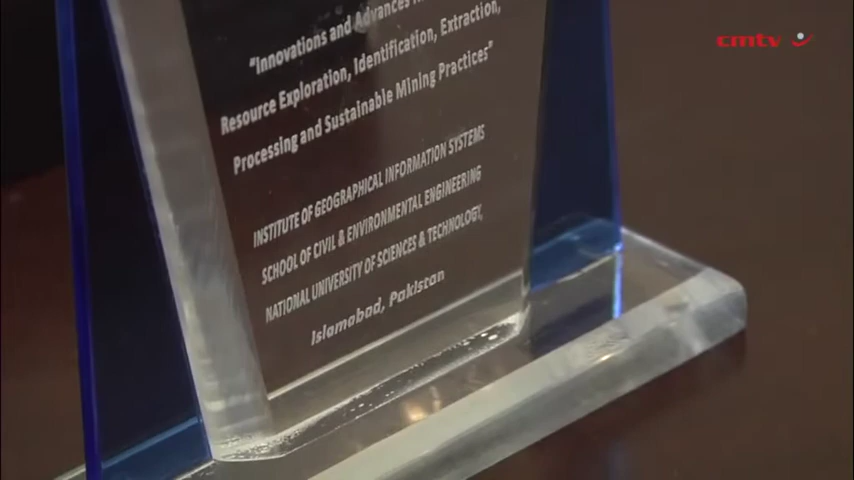 cmtv
"Innovations and Advances
Resource Exploration, Identification, Extraction,
Processing and Sustainable Mining Practices"
INSTITUTE OF GEOGRAPHICAL INFORMATION SYSTEMS
SCHOOL OF CIVIL & ENVIRONMENTAL ENGINEERING
NATIONAL UNIVERSITY OF SCIENCES & TECHNOLOGY,
Islamabad, Pakistan